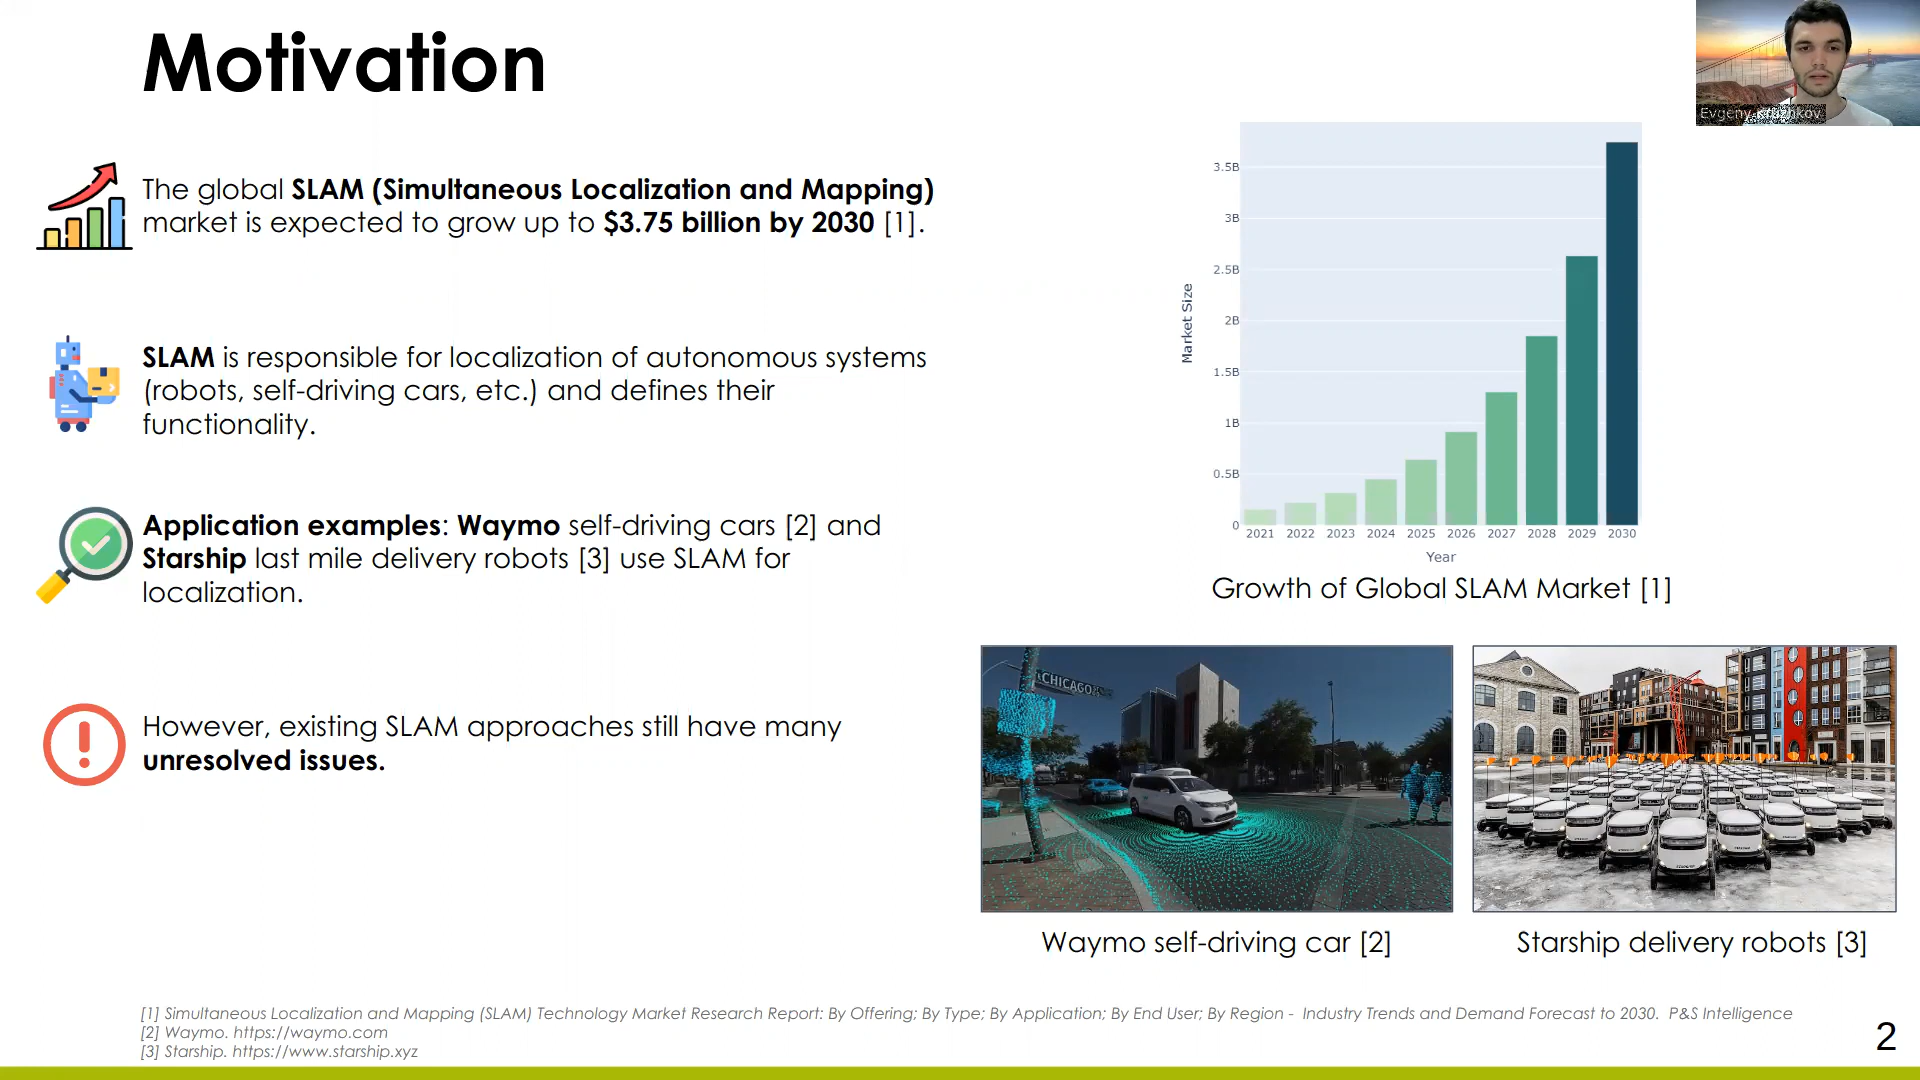 Motivation
The global SLAM (Simultaneous Localization and Mapping)
market is expected to grow up to $3.75 billion by 2030 [1].
SLAM is responsible for localization of autonomous systems
(robots, self-driving cars, etc.) and defines their
functionality.
Application examples: Waymo self-driving cars [2] and
Starship last mile delivery robots [3] use SLAM for
localization.
However, existing SLAM approaches still have many
unresolved issues.
3.5B
3B
2.5B
2B
1.5B
1B
0.5B
0
Market Size
2021 2022 2023 2024 2025 2026 2027 2028 2029 2030
Year
Growth of Global SLAM Market [1]
CHICAGO
Waymo self-driving car [2]
Starship delivery robots [3]
[1] Simultaneous Localization and Mapping (SLAM) Technology Market Research Report: By Offering; By Type; By Application; By End User; By Region - Industry Trends and Demand Forecast to 2030. P&S Intelligence
[2] Waymo. https://waymo.com
[3] Starship. https://www.starship.xyz
2
Evgeny